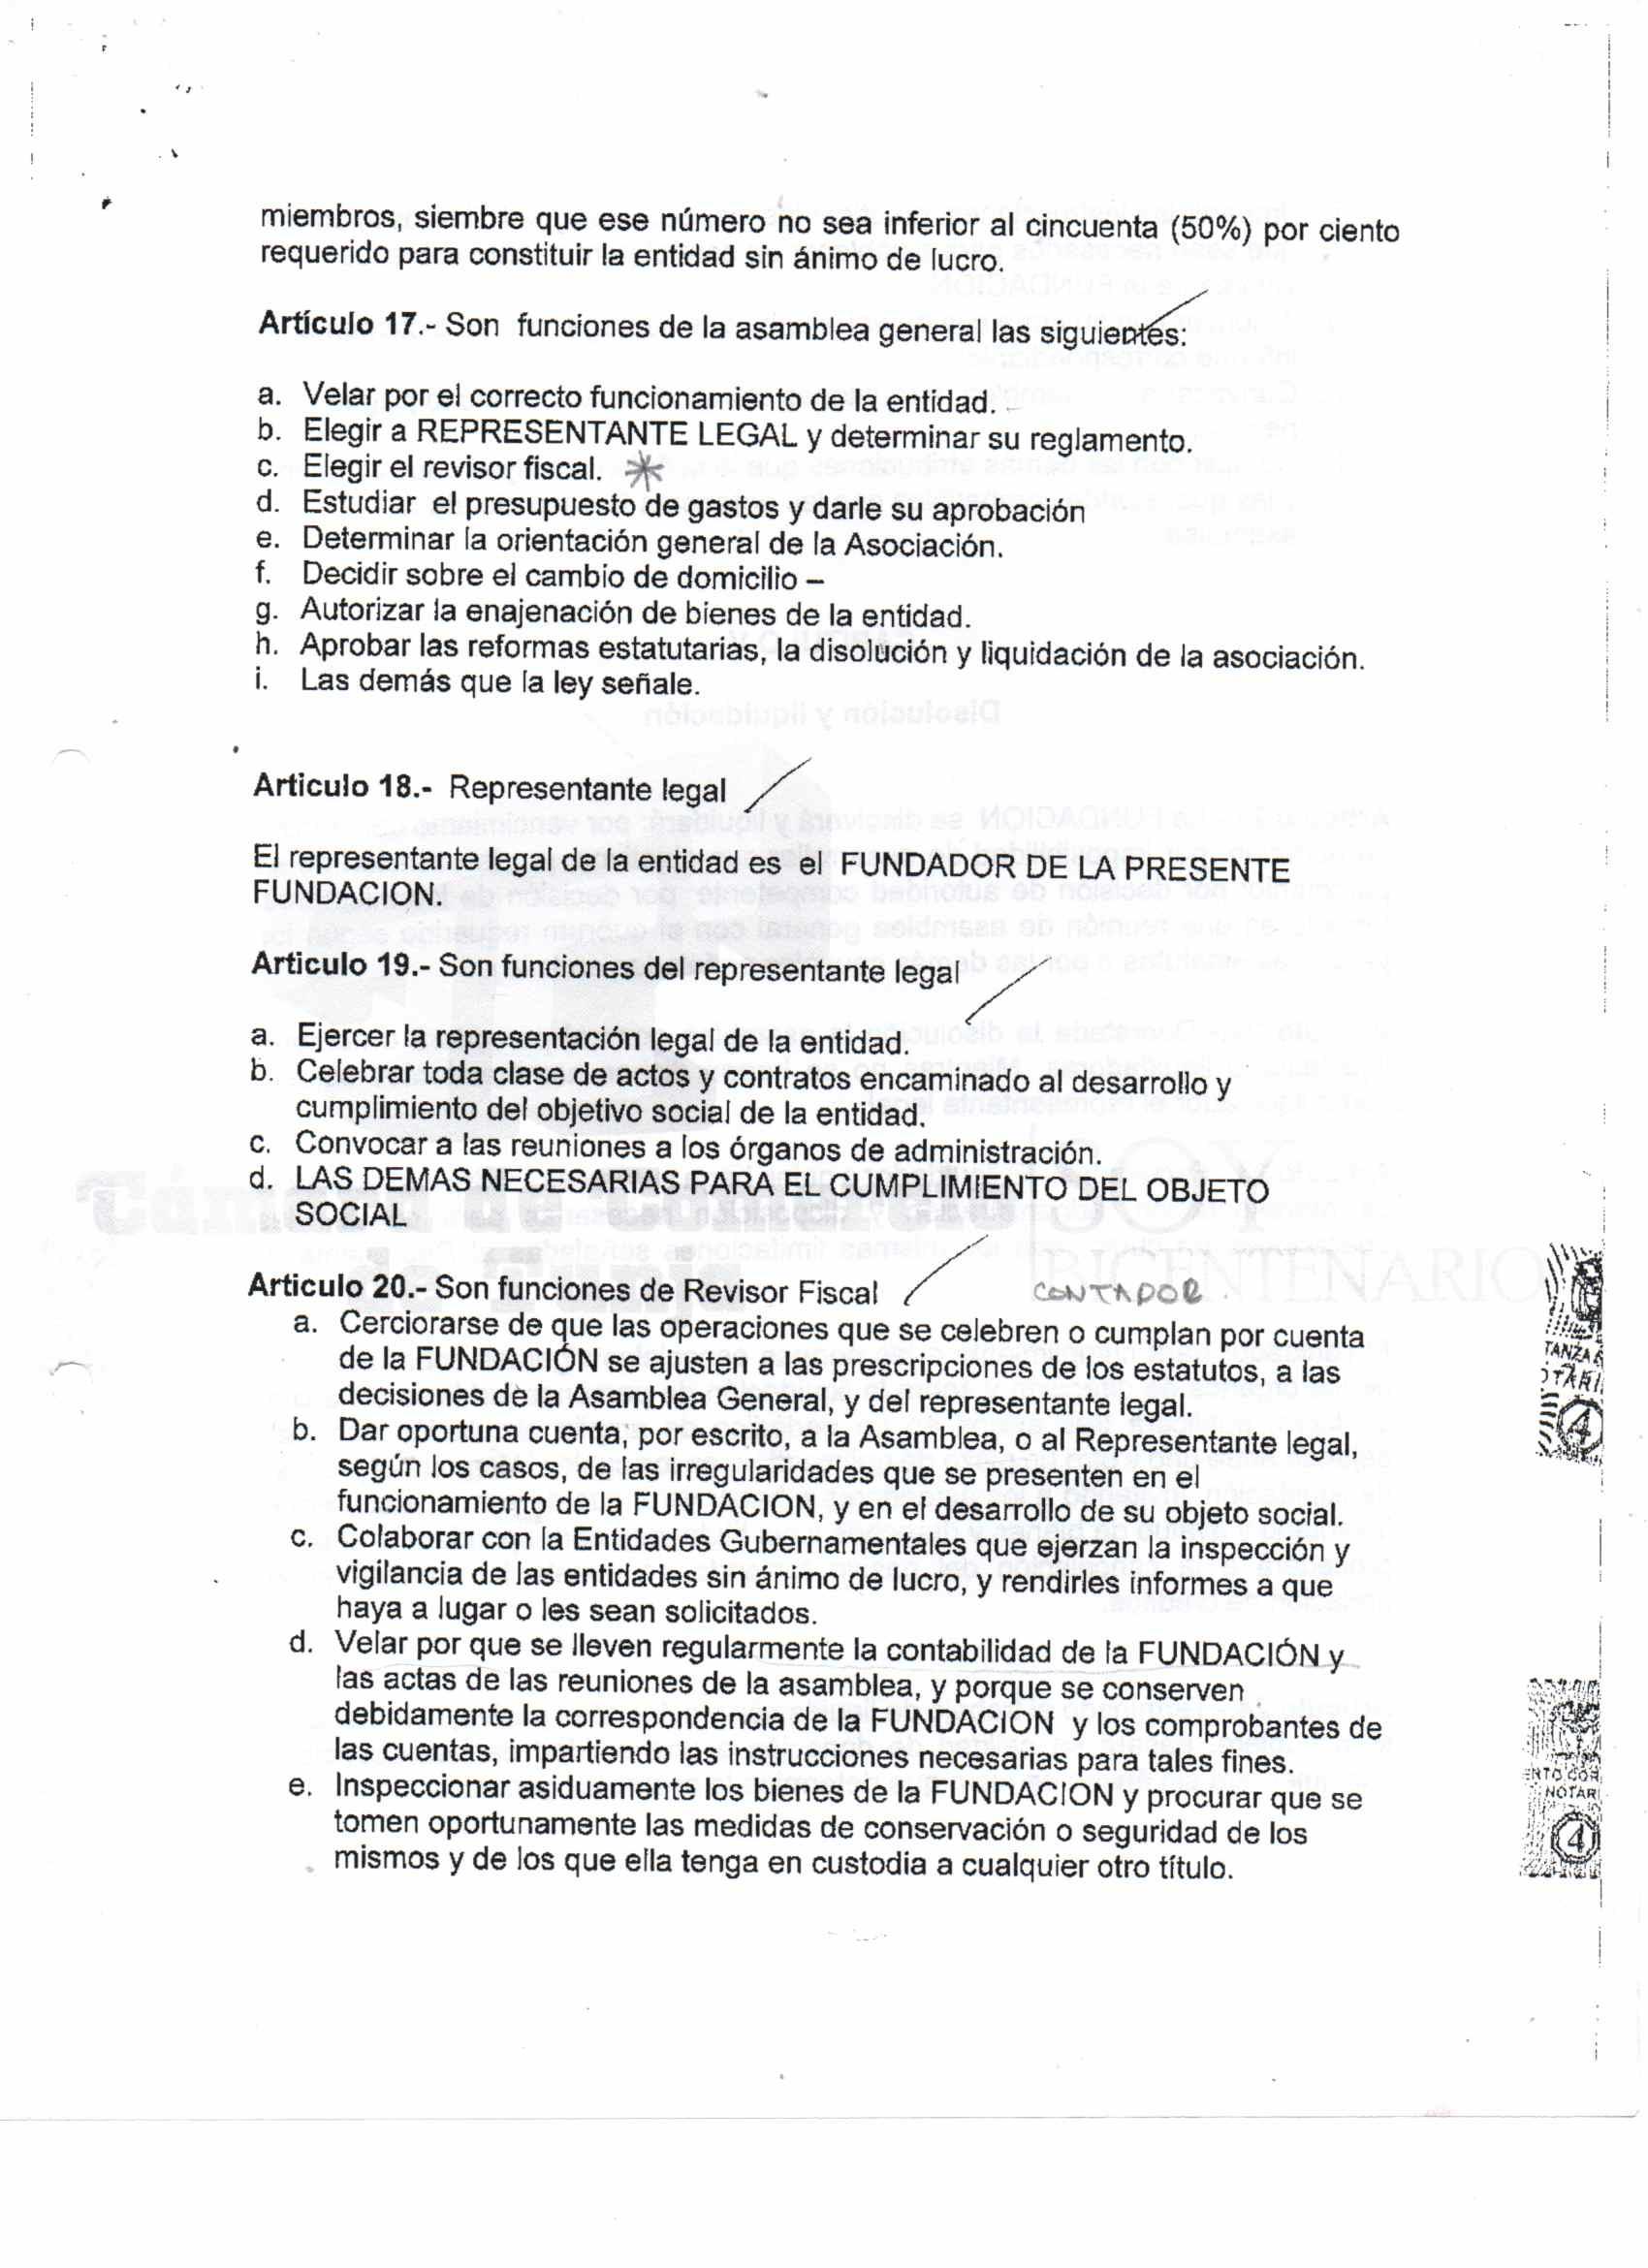 miembros, siembre que ese número no sea inferior al cincuenta (50%) por ciento
requerido para constituir la entidad sin ánimo de lucro.
Artículo 17.- Son funciones de la asamblea general las siguientes:
a. Velar por el correcto funcionamiento de la entidad.
b. Elegir a REPRESENTANTE LEGAL y determinar su reglamento.
c. Elegir el revisor fiscal. *
d. Estudiar el presupuesto de gastos y darle su aprobación
e. Determinar la orientación general de la Asociación.
f. Decidir sobre el cambio de domicilio –
g. Autorizar la enajenación de bienes de la entidad.
h. Aprobar las reformas estatutarias, la disolución y liquidación de la asociación.
i. Las demás que la ley señale.
Articulo 18.- Representante legal
El representante legal de la entidad es el FUNDADOR DE LA PRESENTE
FUNDACION.
Articulo 19.- Son funciones del representante legal
a. Ejercer la representación legal de la entidad.
b. Celebrar toda clase de actos y contratos encaminado al desarrollo y
cumplimiento del objetivo social de la entidad.
c. Convocar a las reuniones a los órganos de administración.
d. LAS DEMAS NECESARIAS PARA EL CUMPLIMIENTO DEL OBJETO
SOCIAL
Cámara de Comercio
de Tunja
SOY
BICENTENARIO
Articulo 20.- Son funciones de Revisor Fiscal CONTADOR
a. Cerciorarse de que las operaciones que se celebren o cumplan por cuenta
de la FUNDACIÓN se ajusten a las prescripciones de los estatutos, a las
decisiones de la Asamblea General, y del representante legal.
b. Dar oportuna cuenta, por escrito, a la Asamblea, o al Representante legal,
según los casos, de las irregularidades que se presenten en el
funcionamiento de la FUNDACION, y en el desarrollo de su objeto social.
c. Colaborar con la Entidades Gubernamentales que ejerzan la inspección y
vigilancia de las entidades sin ánimo de lucro, y rendirles informes a que
haya a lugar o les sean solicitados.
d. Velar por que se lleven regularmente la contabilidad de la FUNDACIÓN y
las actas de las reuniones de la asamblea, y porque se conserven
debidamente la correspondencia de la FUNDACION y los comprobantes de
las cuentas, impartiendo las instrucciones necesarias para tales fines.
e. Inspeccionar asiduamente los bienes de la FUNDACION y procurar que se
tomen oportunamente las medidas de conservación o seguridad de los
mismos y de los que ella tenga en custodia a cualquier otro título.
4
NOTAR
4